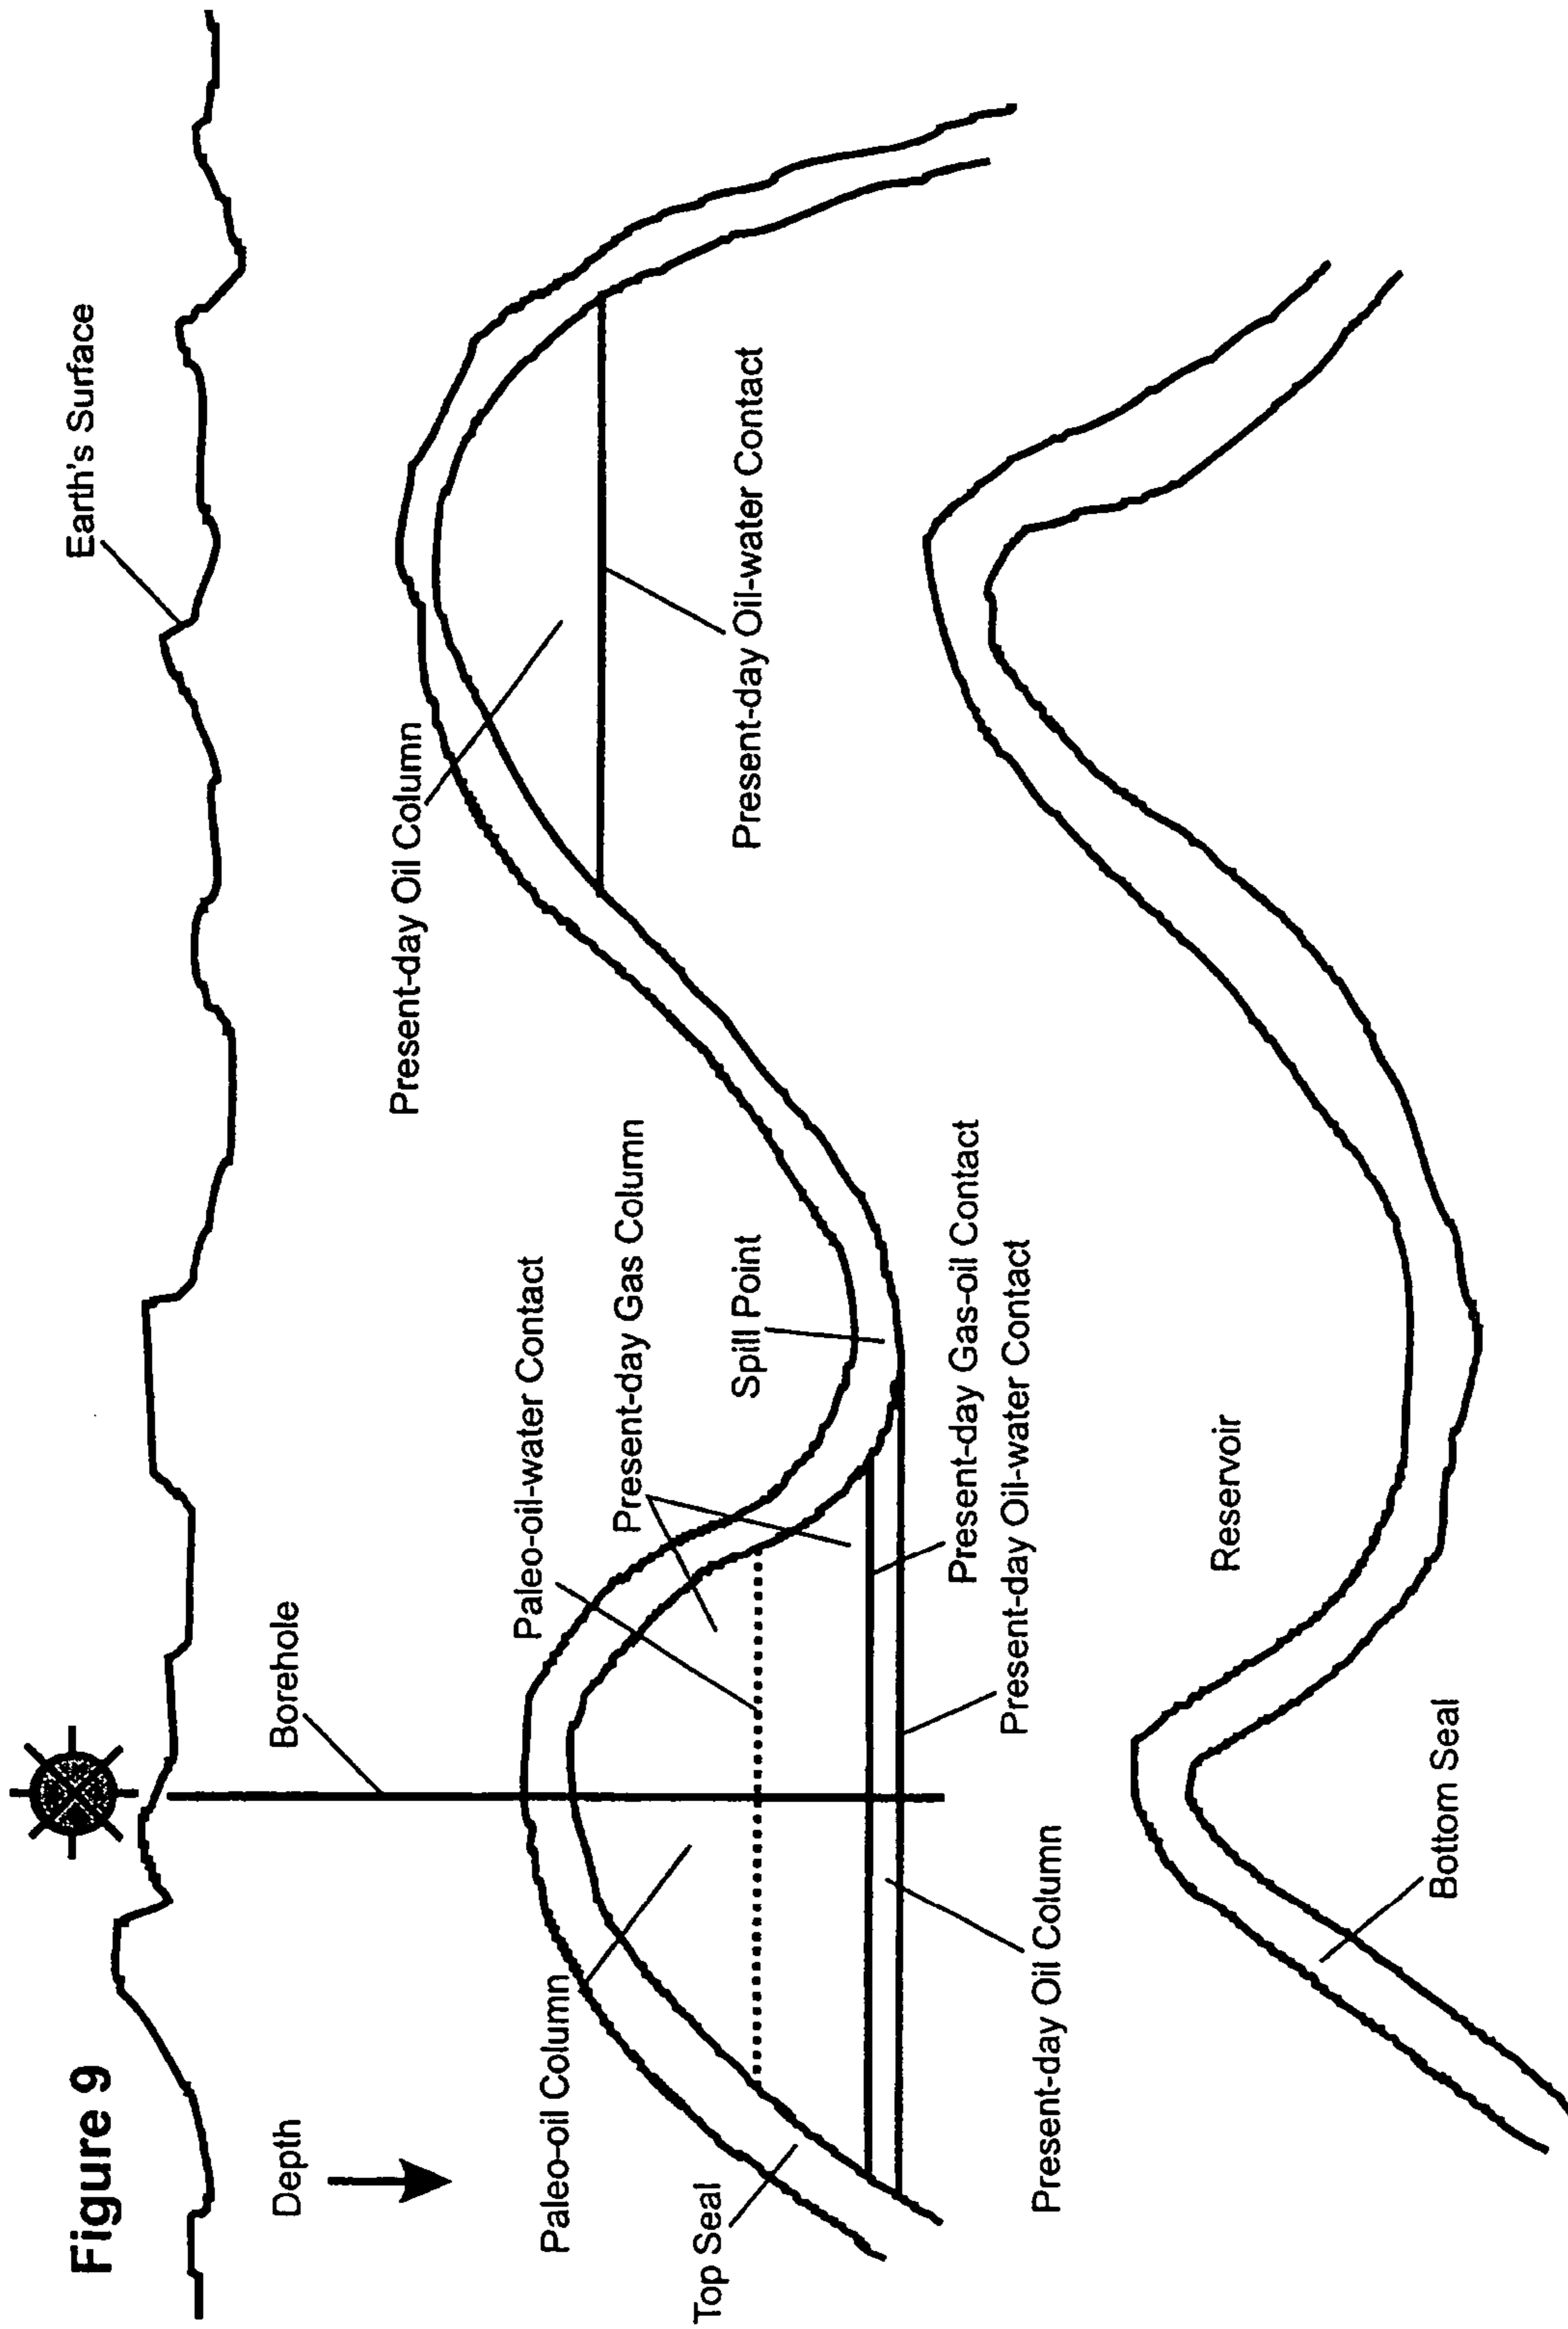 Figure 9
Earth's Surface
Depth
Borehole
Present-day Oil Column
Paleo-oil-water Contact
Paleo-oil Column
Present-day Gas Column
Top Seal
Spill Point
Present-day Oil-water Contact
Present-day Gas-oil Contact
Present-day Oil-water Contact
Present-day Oil Column
Reservoir
Bottom Seal